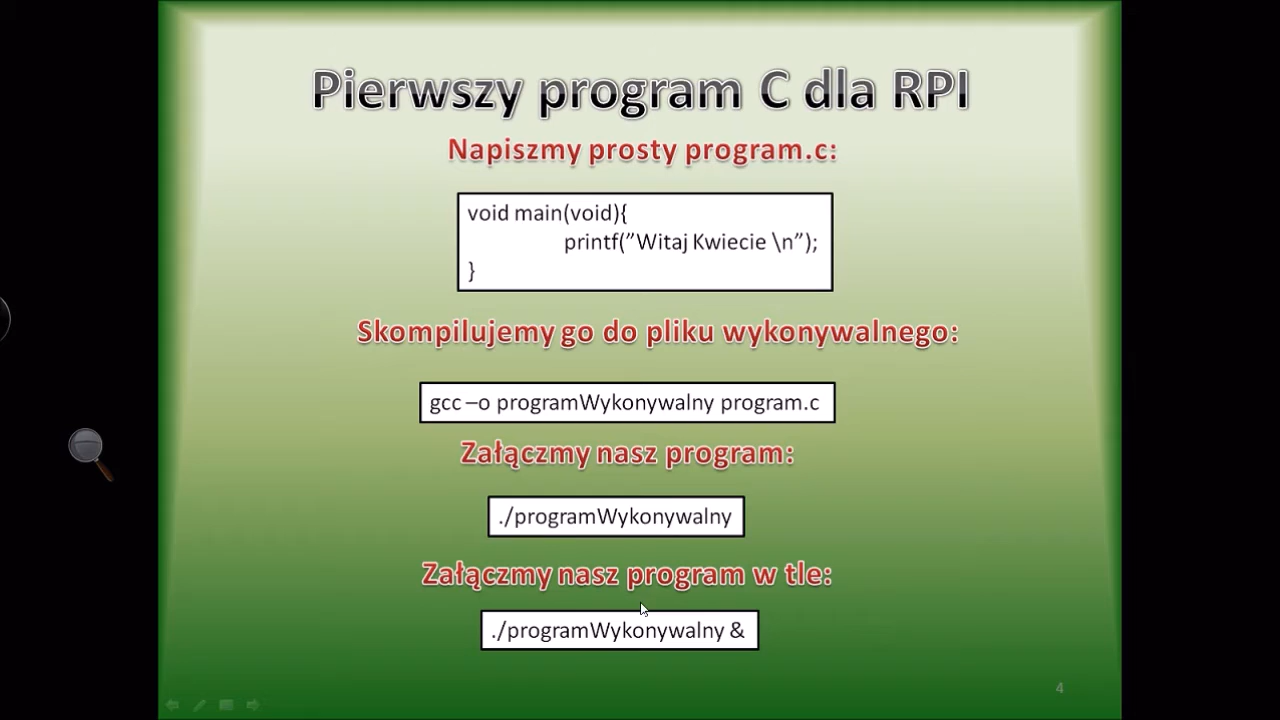 Pierwszy program C dla RPI
Napiszmy prosty program.c:
void main(void){
printf(”Witaj Kwiecie \n”);
}
Skompilujemy go do pliku wykonywalnego:
gcc –o programWykonywalny program.c
Załączmy nasz program:
./programWykonywalny
Załączmy nasz program w tle:
./programWykonywalny &
4